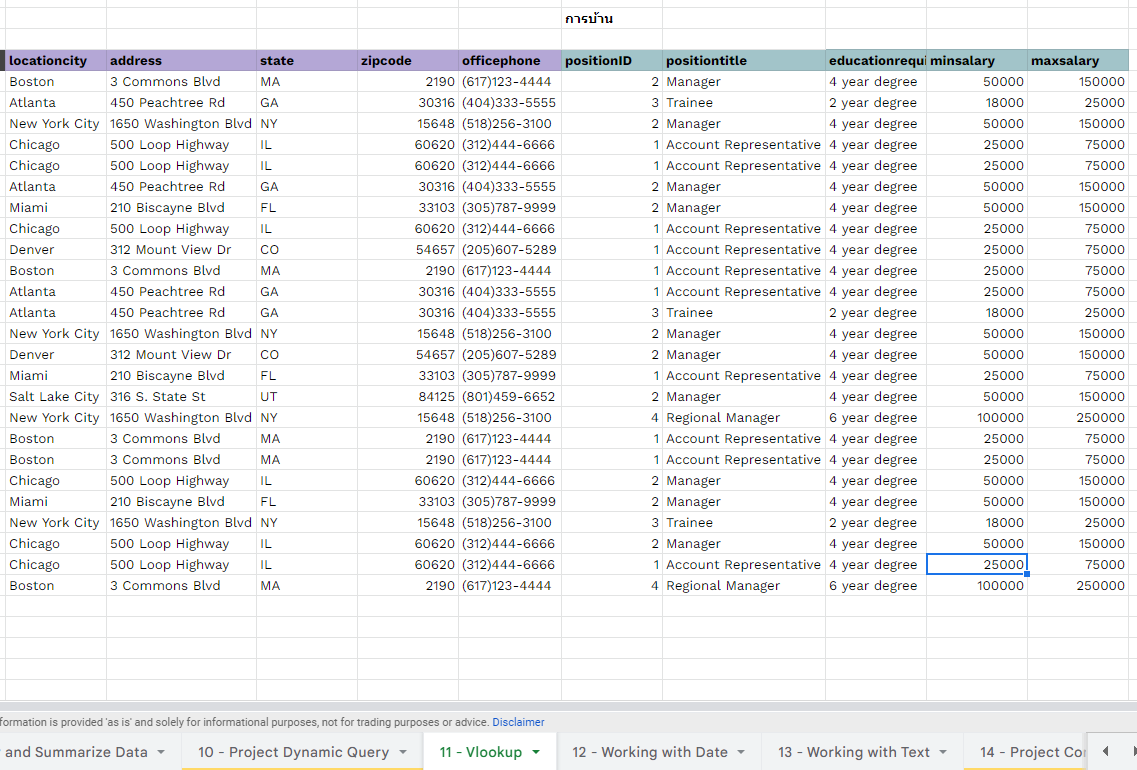 การบ้าน
locationcity address state zipcode officephone positionID positiontitle educationrequi minsalary maxsalary
Boston 3 Commons Blvd MA 2190 (617)123-4444 2 Manager 4 year degree 50000 150000
Atlanta 450 Peachtree Rd GA 30316 (404)333-5555 3 Trainee 2 year degree 18000 25000
New York City 1650 Washington Blvd NY 15648 (518)256-3100 2 Manager 4 year degree 50000 150000
Chicago 500 Loop Highway IL 60620 (312)444-6666 1 Account Representative 4 year degree 25000 75000
Chicago 500 Loop Highway IL 60620 (312)444-6666 1 Account Representative 4 year degree 25000 75000
Atlanta 450 Peachtree Rd GA 30316 (404)333-5555 2 Manager 4 year degree 50000 150000
Miami 210 Biscayne Blvd FL 33103 (305)787-9999 2 Manager 4 year degree 50000 150000
Chicago 500 Loop Highway IL 60620 (312)444-6666 1 Account Representative 4 year degree 25000 75000
Denver 312 Mount View Dr CO 54657 (205)607-5289 1 Account Representative 4 year degree 25000 75000
Boston 3 Commons Blvd MA 2190 (617)123-4444 1 Account Representative 4 year degree 25000 75000
Atlanta 450 Peachtree Rd GA 30316 (404)333-5555 1 Account Representative 4 year degree 25000 75000
Atlanta 450 Peachtree Rd GA 30316 (404)333-5555 3 Trainee 2 year degree 18000 25000
New York City 1650 Washington Blvd NY 15648 (518)256-3100 2 Manager 4 year degree 50000 150000
Denver 312 Mount View Dr CO 54657 (205)607-5289 2 Manager 4 year degree 50000 150000
Miami 210 Biscayne Blvd FL 33103 (305)787-9999 1 Account Representative 4 year degree 25000 75000
Salt Lake City 316 S. State St UT 84125 (801)459-6652 2 Manager 4 year degree 50000 150000
New York City 1650 Washington Blvd NY 15648 (518)256-3100 4 Regional Manager 6 year degree 100000 250000
Boston 3 Commons Blvd MA 2190 (617)123-4444 1 Account Representative 4 year degree 25000 75000
Boston 3 Commons Blvd MA 2190 (617)123-4444 1 Account Representative 4 year degree 25000 75000
Chicago 500 Loop Highway IL 60620 (312)444-6666 2 Manager 4 year degree 50000 150000
Miami 210 Biscayne Blvd FL 33103 (305)787-9999 2 Manager 4 year degree 50000 150000
New York City 1650 Washington Blvd NY 15648 (518)256-3100 3 Trainee 2 year degree 18000 25000
Chicago 500 Loop Highway IL 60620 (312)444-6666 2 Manager 4 year degree 50000 150000
Chicago 500 Loop Highway IL 60620 (312)444-6666 1 Account Representative 4 year degree 25000 75000
Boston 3 Commons Blvd MA 2190 (617)123-4444 4 Regional Manager 6 year degree 100000 250000
formation is provided 'as is' and solely for informational purposes, not for trading purposes or advice. Disclaimer
and Summarize Data 10 - Project Dynamic Query 11 - Vlookup 12 - Working with Date 13 - Working with Text 14 - Project Co